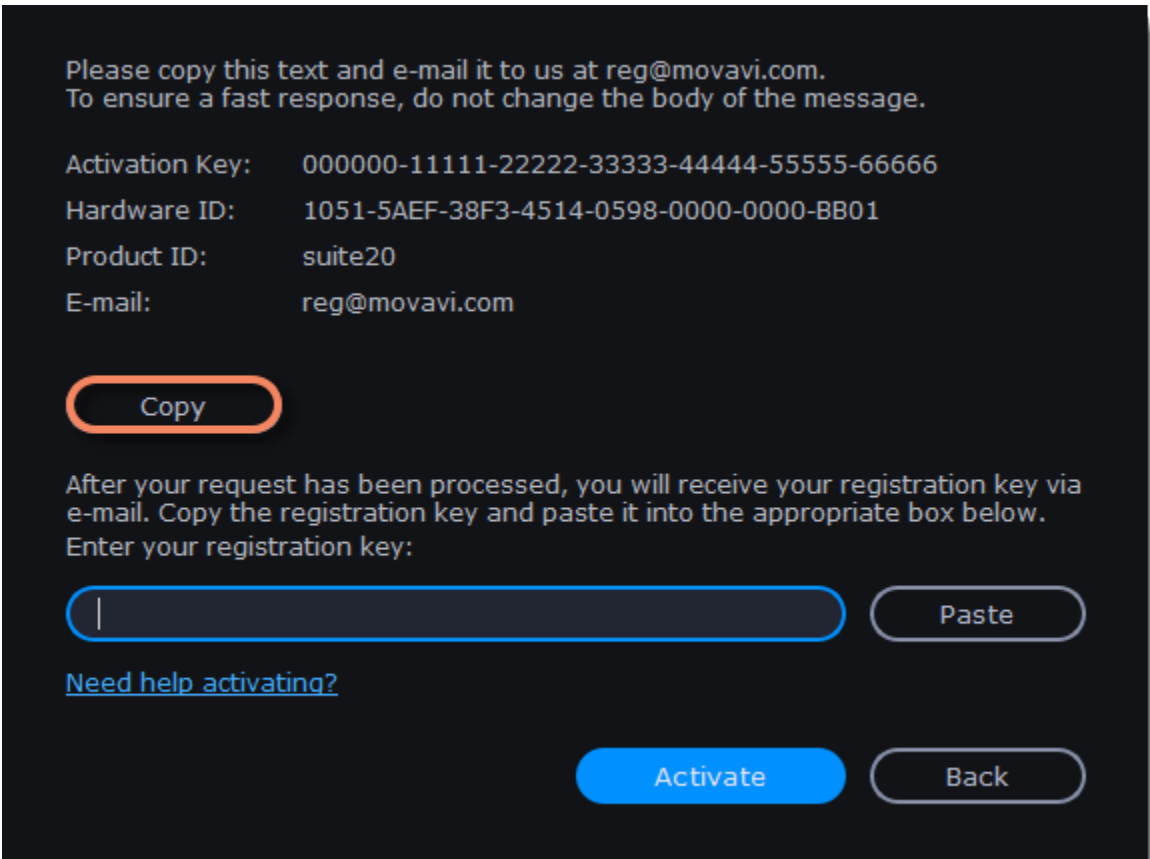 Please copy this text and e-mail it to us at reg@movavi.com.
To ensure a fast response, do not change the body of the message.
Activation Key: 000000-11111-22222-33333-44444-55555-66666
Hardware ID: 1051-5AEF-38F3-4514-0598-0000-0000-BB01
Product ID: suite20
E-mail: reg@movavi.com
Copy
After your request has been processed, you will receive your registration key via
e-mail. Copy the registration key and paste it into the appropriate box below.
Enter your registration key:
Paste
Need help activating?
Activate Back